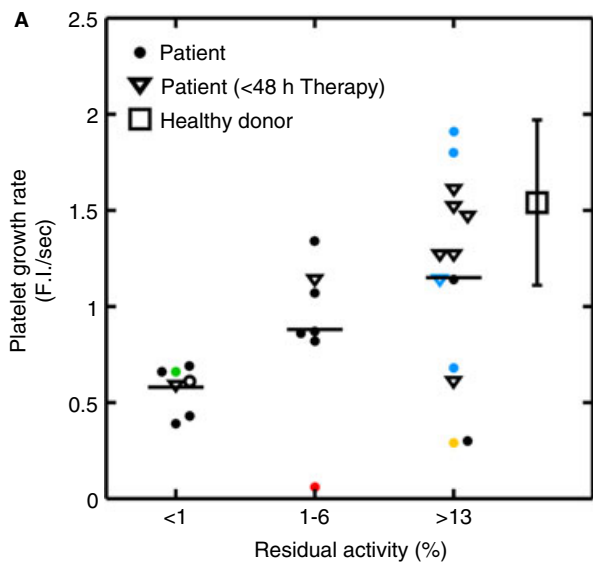 A
Patient
Patient (<48 h Therapy)
Healthy donor
Platelet growth rate
(F.I./sec)
2.5
2
1.5
1
0.5
0
<1
1-6
>13
Residual activity (%)